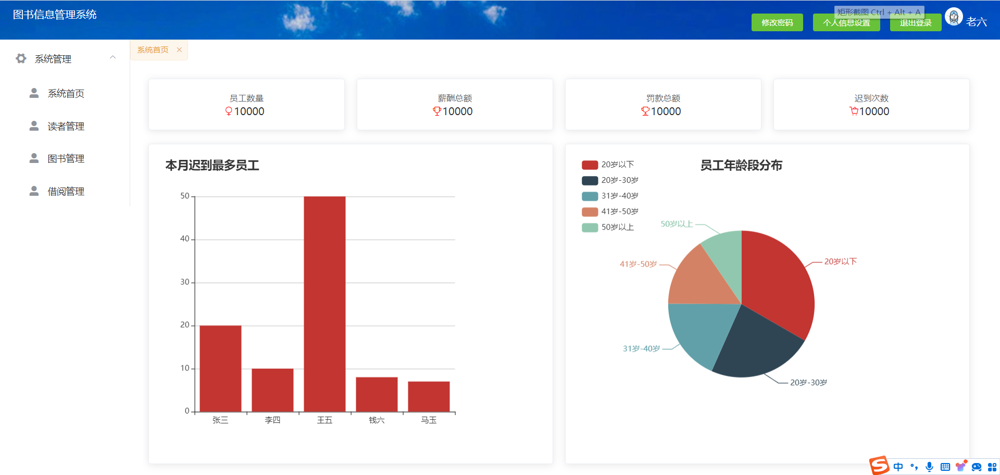 图书信息管理系统
矩形截图 Ctrl + Alt + A
修改密码
个人信息设置
退出登录
老六
系统管理
系统首页
读者管理
图书管理
借阅管理
系统首页 ×
员工数量
10000
薪酬总额
10000
罚款总额
10000
迟到次数
10000
本月迟到最多员工
50
40
30
20
10
0
张三
李四
王五
钱六
马玉
员工年龄段分布
20岁以下
20岁-30岁
31岁-40岁
41岁-50岁
50岁以上
50岁以上
41岁-50岁
20岁以下
31岁-40岁
20岁-30岁
S 中